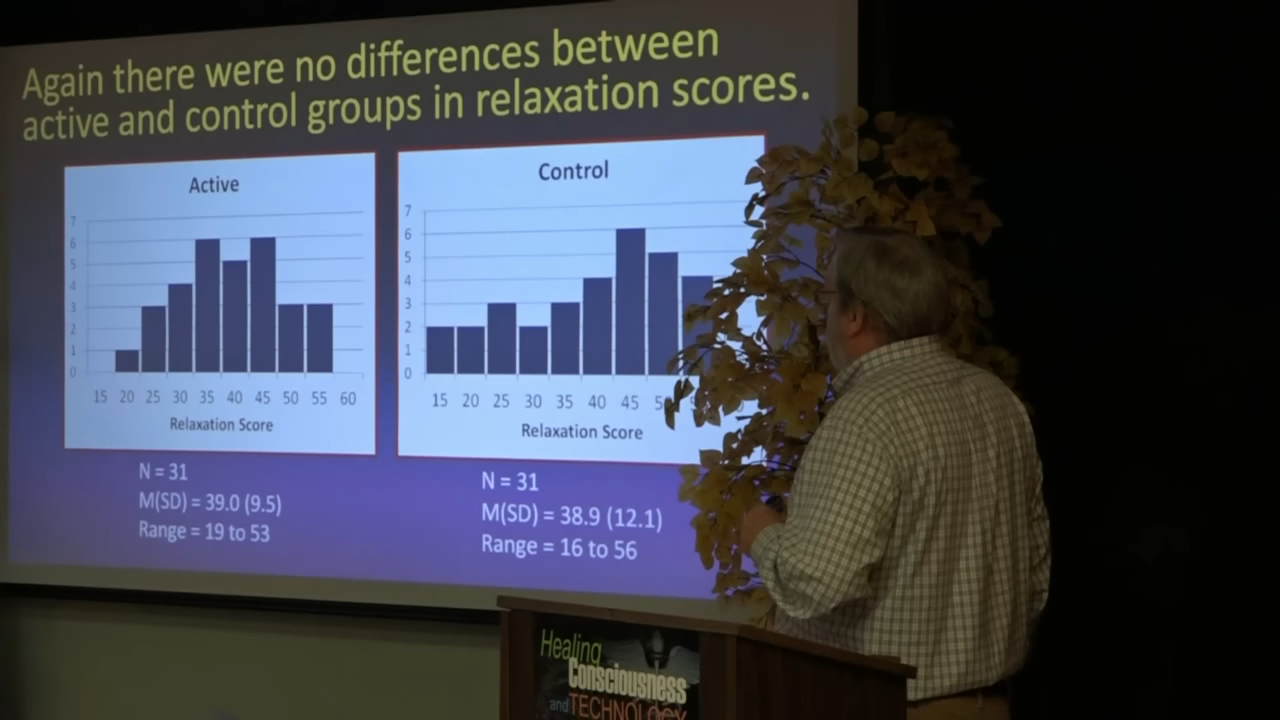 Again there were no differences between
active and control groups in relaxation scores.
Active
7
6
5
4
3
2
1
0
15 20 25 30 35 40 45 50 55 60
Relaxation Score
N = 31
M(SD) = 39.0 (9.5)
Range = 19 to 53
Control
7
6
5
4
3
2
1
0
15 20 25 30 35 40 45
Relaxation Score
N = 31
M(SD) = 38.9 (12.1)
Range = 16 to 56
Healing
Consciousness
and TECHNOLOGY